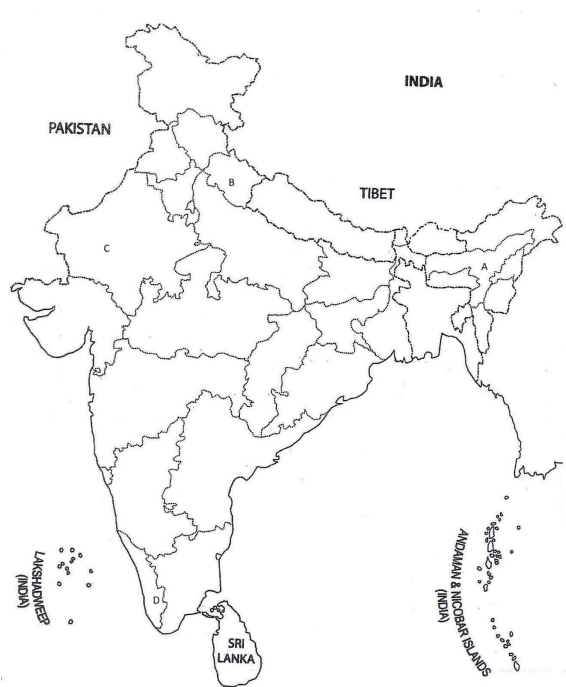 INDIA
PAKISTAN
B
TIBET
C
A
LAKSHADWEEP
(INDIA)
D
SRI
LANKA
ANDAMAN & NICOBAR ISLANDS
(INDIA)